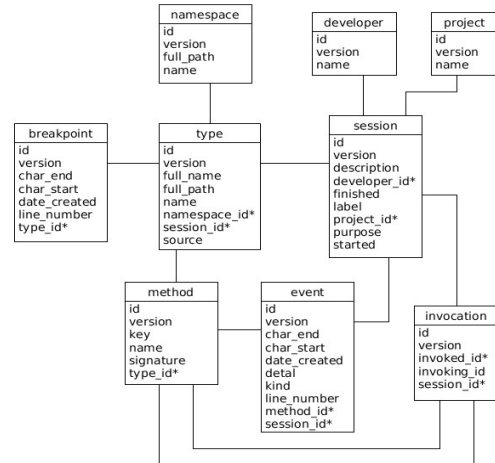 namespace
id
version
full_path
name
developer
id
version
name
project
id
version
name
breakpoint
id
version
char_end
char_start
date_created
line_number
type_id*
type
id
version
full_name
full_path
name
namespace_id*
session_id*
source
session
id
version
description
developer_id*
finished
label
project_id*
purpose
started
method
id
version
key
name
signature
type_id*
event
id
version
char_end
char_start
date_created
detal
kind
line_number
method_id*
session_id*
invocation
id
version
invoked_id*
invoking_id
session_id*